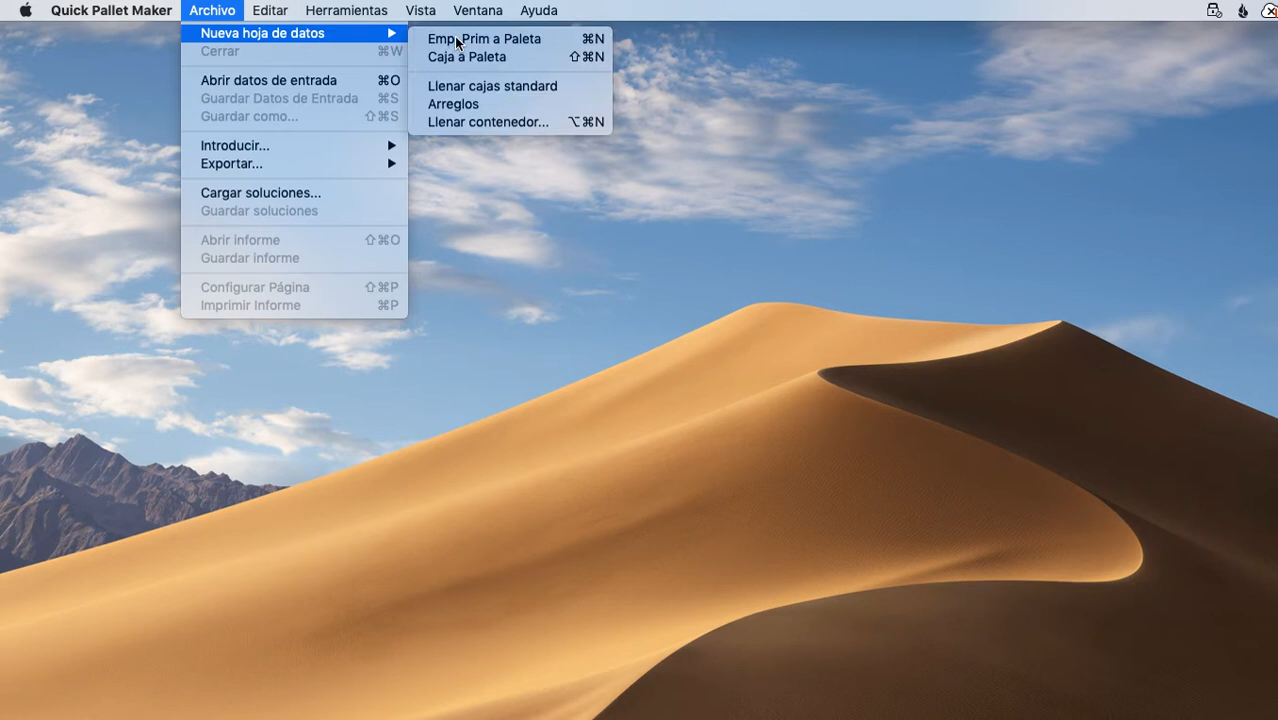 Quick Pallet Maker Archivo Editar Herramientas Vista Ventana Ayuda
Nueva hoja de datos
Cerrar ⌘W
Abrir datos de entrada ⌘O
Guardar Datos de Entrada ⌘S
Guardar como... ⇧⌘S
Introducir...
Exportar...
Cargar soluciones...
Guardar soluciones
Abrir informe ⇧⌘O
Guardar informe
Configurar Página ⇧⌘P
Imprimir Informe ⌘P
Emp Prim a Paleta ⌘N
Caja a Paleta ⇧⌘N
Llenar cajas standard
Arreglos
Llenar contenedor... ⌥⌘N